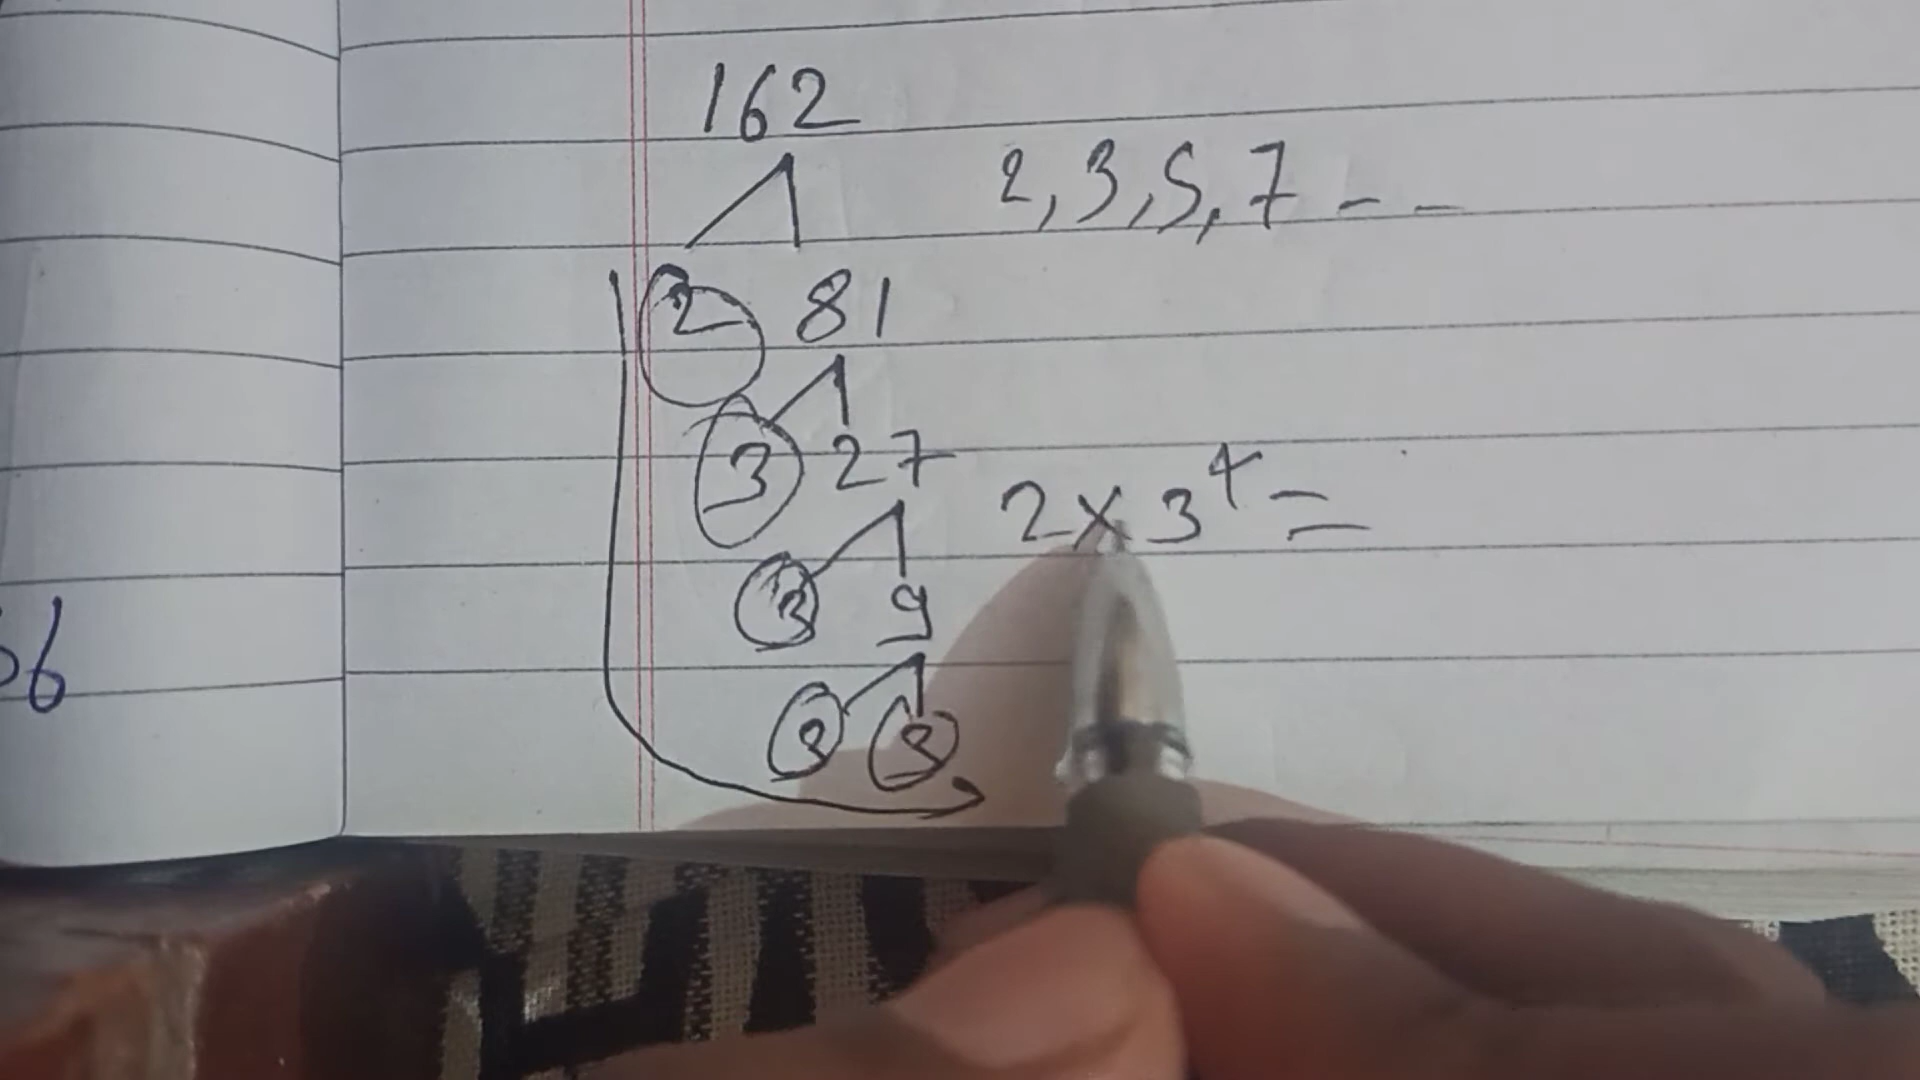 162
2, 3, 5, 7 - -
2 81
3 27
2 x 3⁴ =
3 9
3 3